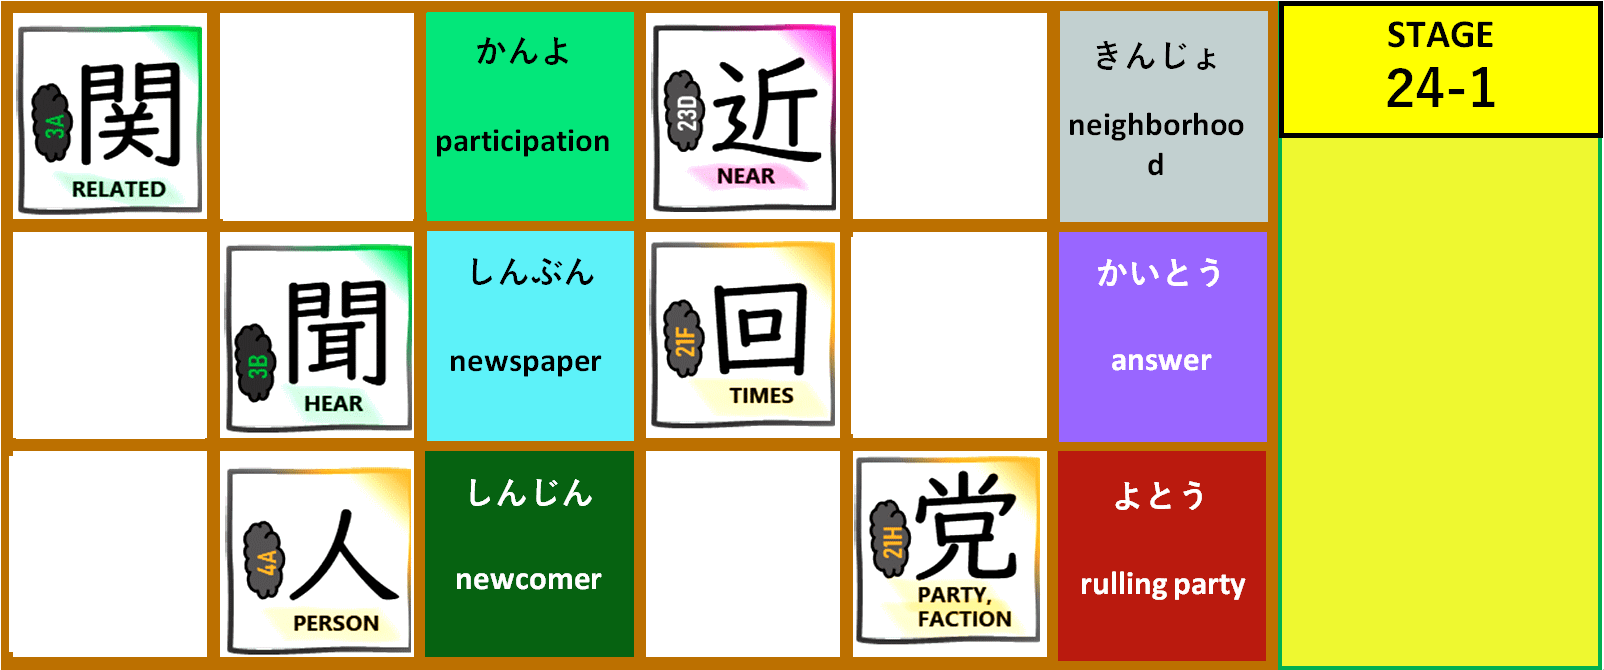 3A
関
RELATED
かんよ
participation
23D
近
NEAR
きんじょ
neighborhoo
d
STAGE
24-1
3B
聞
HEAR
しんぶん
newspaper
21F
回
TIMES
かいとう
answer
4A
人
PERSON
しんじん
newcomer
21H
党
PARTY,
FACTION
よとう
rulling party